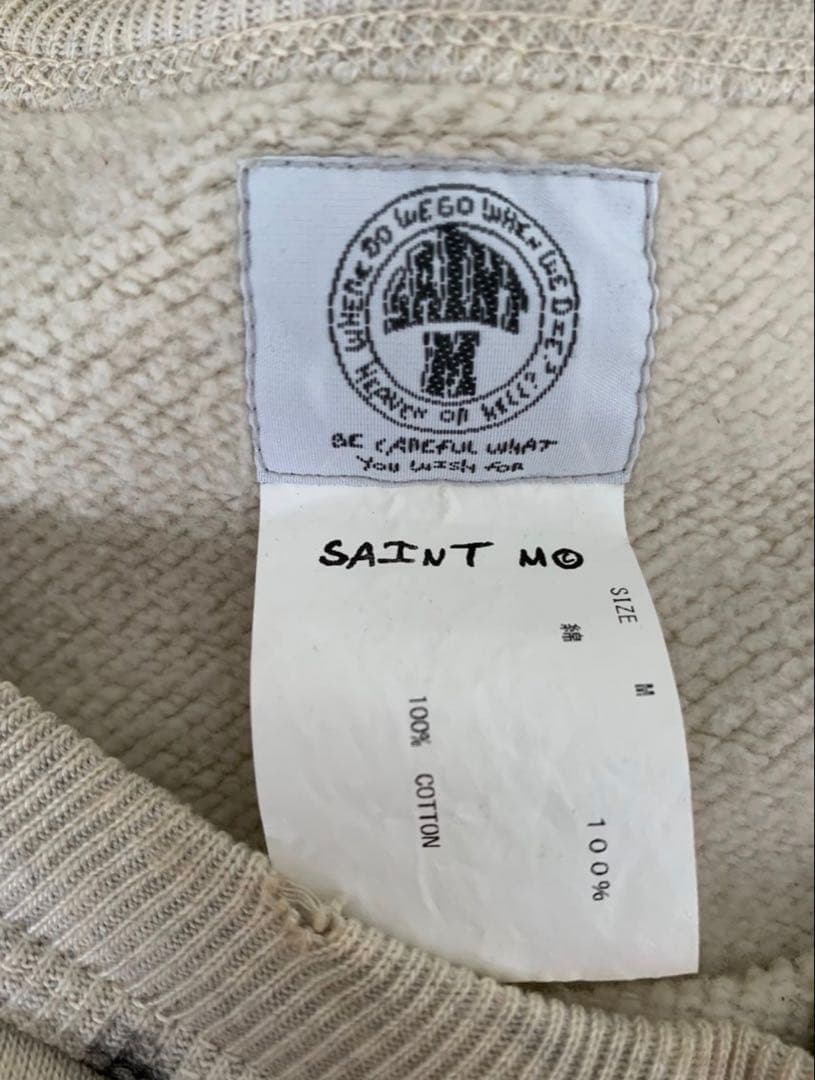 WHERE DO WE GO WHEN WE DIE?
SAINT
M
HEAVEN OR HELL?
BE CAREFUL WHAT
YOU WISH FOR
SAINT M©
SIZE M
綿 100%
100% COTTON